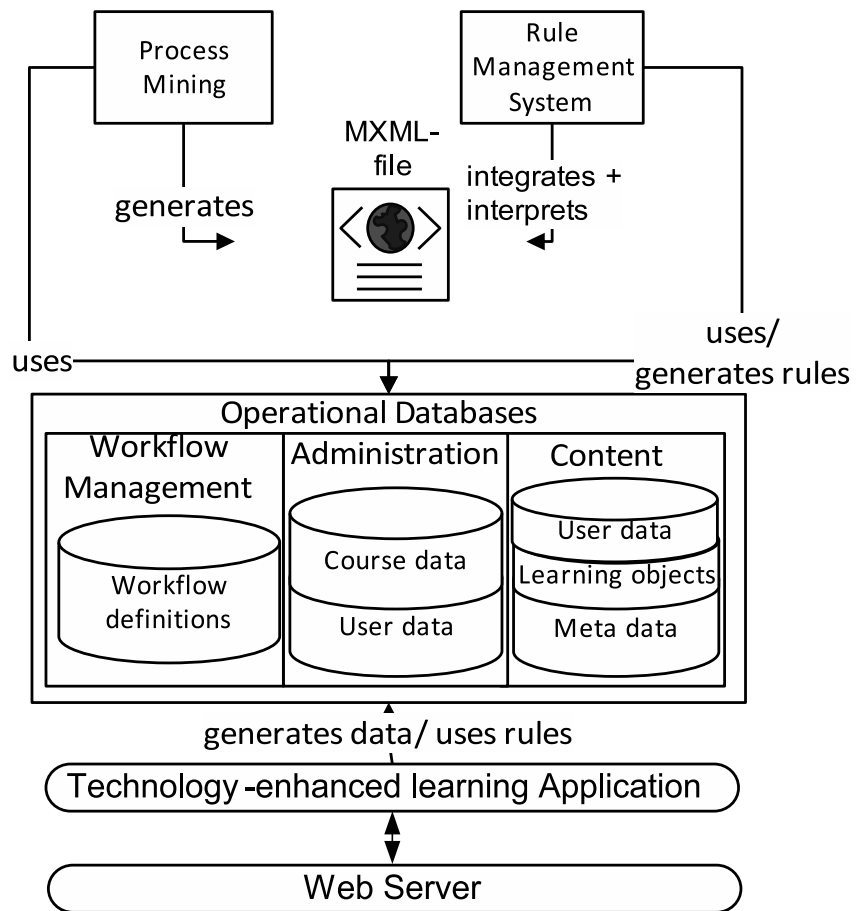 Process
Mining
Rule
Management
System
MXML-
file
generates
integrates +
interprets
uses
uses/
generates rules
Operational Databases
Workflow
Management
Administration
Content
Workflow
definitions
Course data
User data
User data
Learning objects
Meta data
generates data/ uses rules
Technology-enhanced learning Application
Web Server